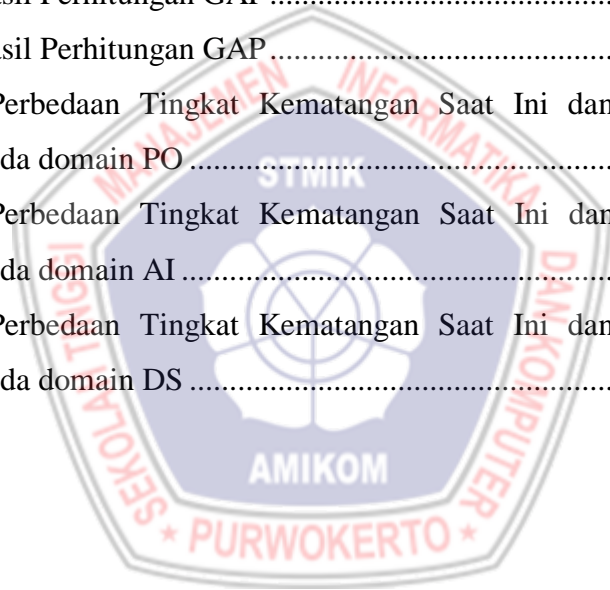 asil Perhitungan GAP ....................................
asil Perhitungan GAP ....................................
Perbedaan Tingkat Kematangan Saat Ini dan
da domain PO ................................................
Perbedaan Tingkat Kematangan Saat Ini dan
da domain AI .................................................
Perbedaan Tingkat Kematangan Saat Ini dan
da domain DS ................................................
SEKOLAH TINGGI MANAJEMEN INFORMATIKA DAN KOMPUTER
STMIK
AMIKOM
* PURWOKERTO *